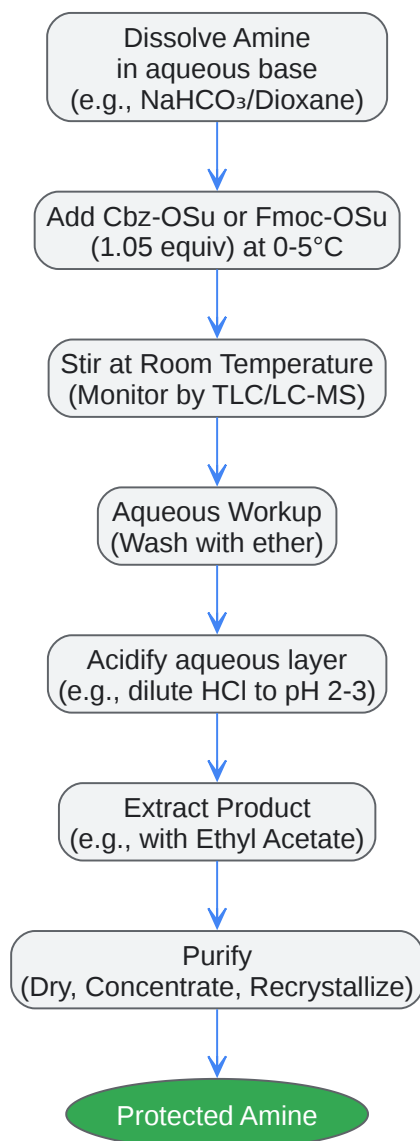 Dissolve Amine
in aqueous base
(e.g., NaHCO₃/Dioxane)
Add Cbz-OSu or Fmoc-OSu
(1.05 equiv) at 0-5°C
Stir at Room Temperature
(Monitor by TLC/LC-MS)
Aqueous Workup
(Wash with ether)
Acidify aqueous layer
(e.g., dilute HCl to pH 2-3)
Extract Product
(e.g., with Ethyl Acetate)
Purify
(Dry, Concentrate, Recrystallize)
Protected Amine